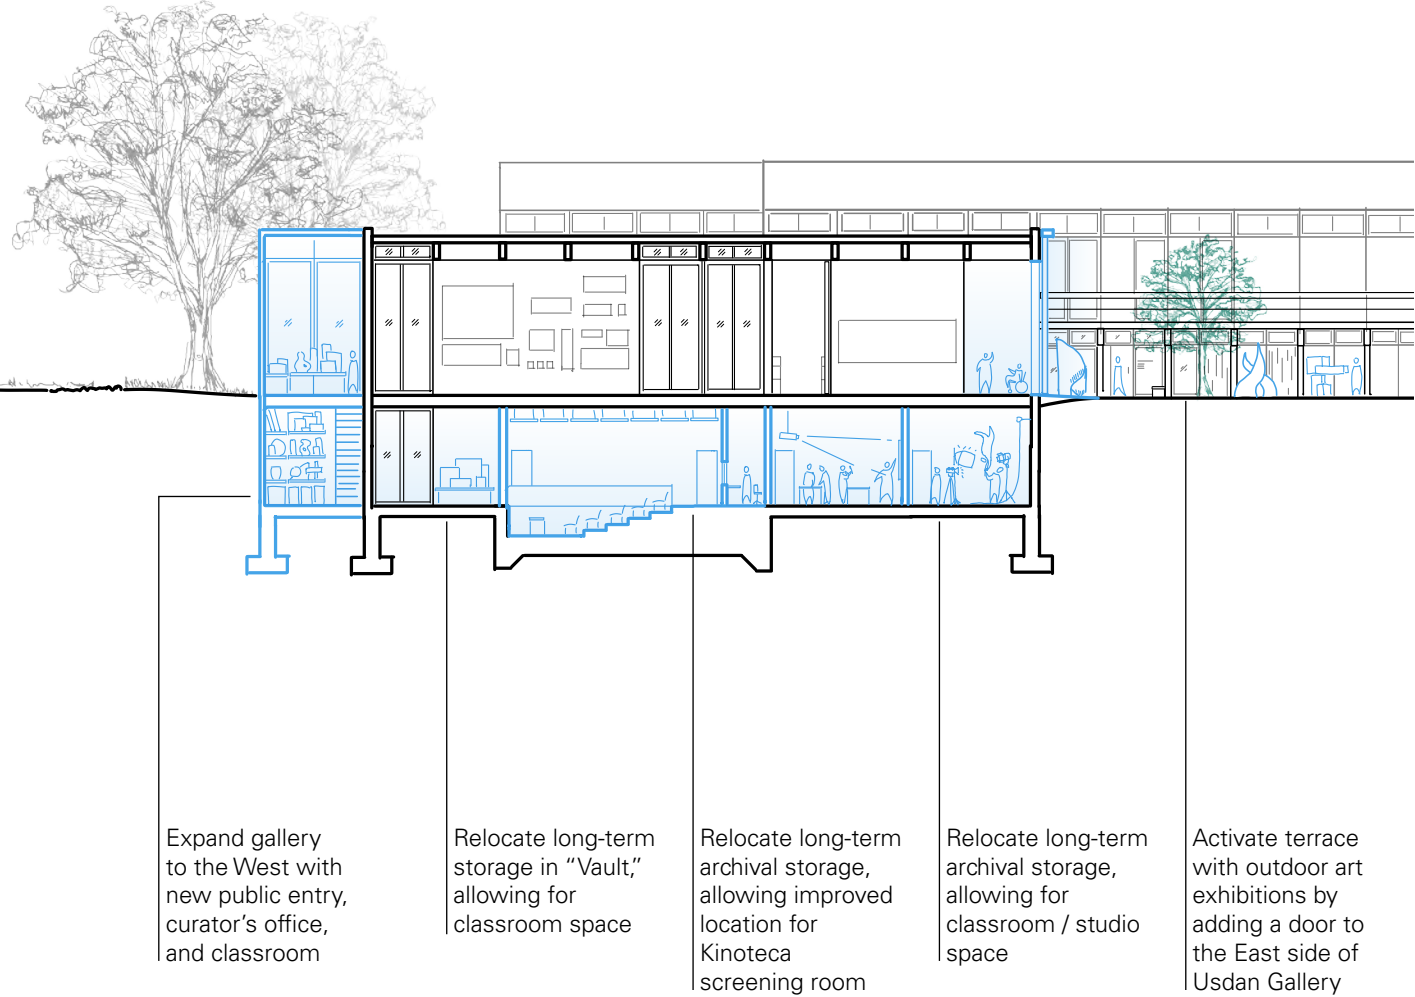 Expand gallery
to the West with
new public entry,
curator’s office,
and classroom
Relocate long-term
storage in “Vault,”
allowing for
classroom space
Relocate long-term
archival storage,
allowing improved
location for
Kinoteca
screening room
Relocate long-term
archival storage,
allowing for
classroom / studio
space
Activate terrace
with outdoor art
exhibitions by
adding a door to
the East side of
Usdan Gallery